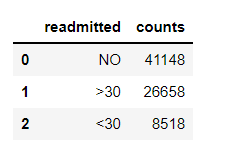 readmitted counts
0 NO 41148
1 >30 26658
2 <30 8518